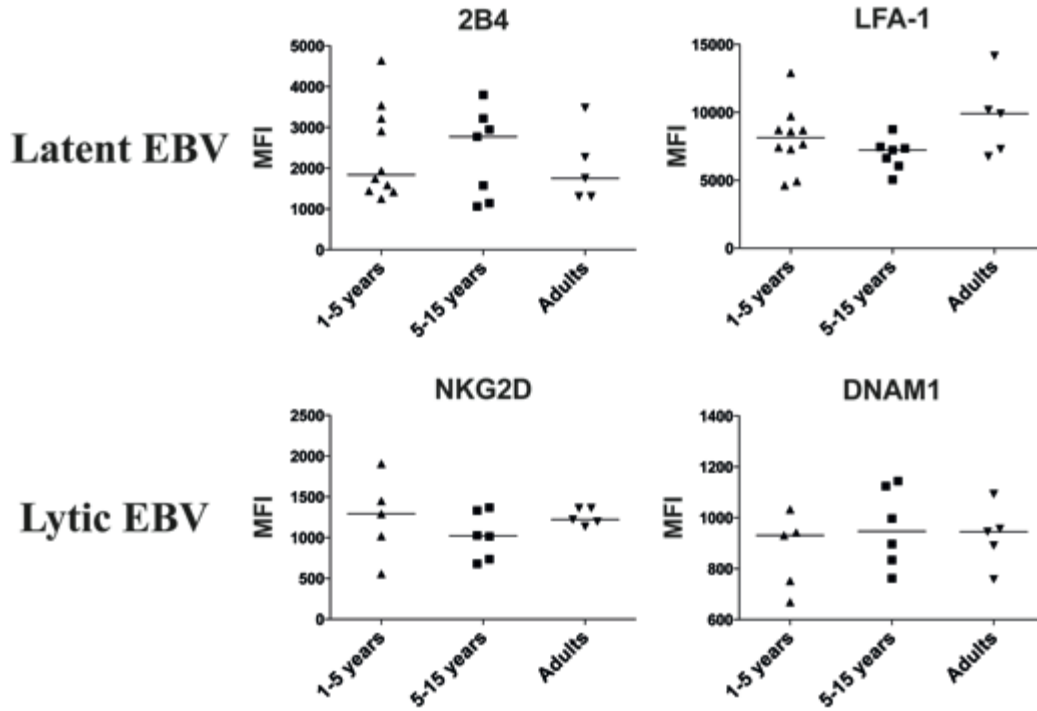 2B4
LFA-1
Latent EBV
MFI
5000
4000
3000
2000
1000
0
1-5 years
5-15 years
Adults
MFI
15000
10000
5000
0
1-5 years
5-15 years
Adults
NKG2D
DNAM1
Lytic EBV
MFI
2500
2000
1500
1000
500
0
1-5 years
5-15 years
Adults
MFI
1400
1200
1000
800
600
1-5 years
5-15 years
Adults